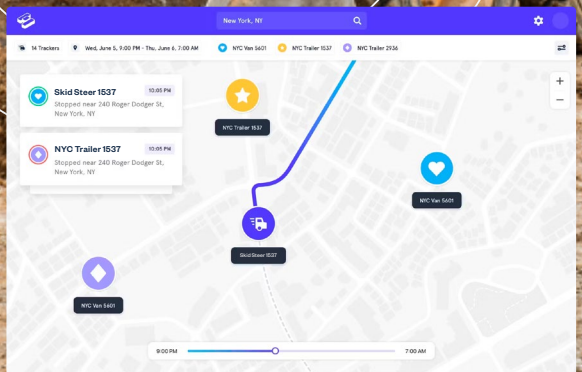 New York, NY
14 Trackers
Wed, June 5, 9:00 PM - Thu, June 6, 7:00 AM
NYC Van 5601
NYC Trailer 1537
NYC Trailer 2936
Skid Steer 1537
10:05 PM
Stopped near 240 Roger Dodger St,
New York, NY
NYC Trailer 1537
10:05 PM
Stopped near 240 Roger Dodger St,
New York, NY
NYC Trailer 1537
+
−
NYC Van 5601
Skid Steer 1537
NYC Van 5601
9:00 PM
7:00 AM